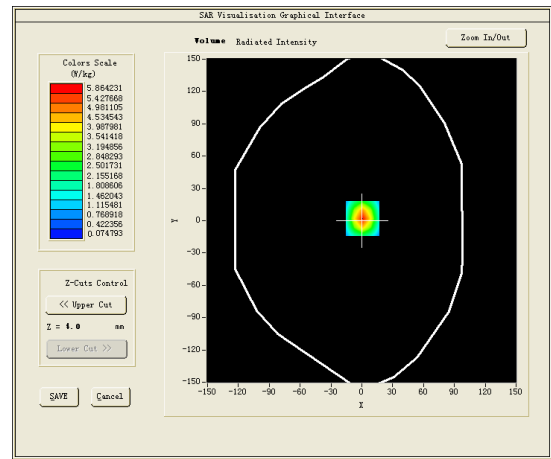 SAR Visualisation Graphical Interface
Volume Radiated Intensity
Zoom In/Out
Colors Scale
(W/kg)
5.864231
5.427668
4.981105
4.534543
3.987981
3.541418
3.194856
2.848293
2.501731
2.155168
1.808606
1.462043
1.115481
0.768918
0.422356
0.074793
Z-Cuts Control
<< Upper Cut
Z = 4.0 mm
Lower Cut >>
SAVE Cancel
150
120
90
60
30
0
-30
-60
-90
-120
-150
Y
-150 -120 -90 -60 -30 0 30 60 90 120 150
X